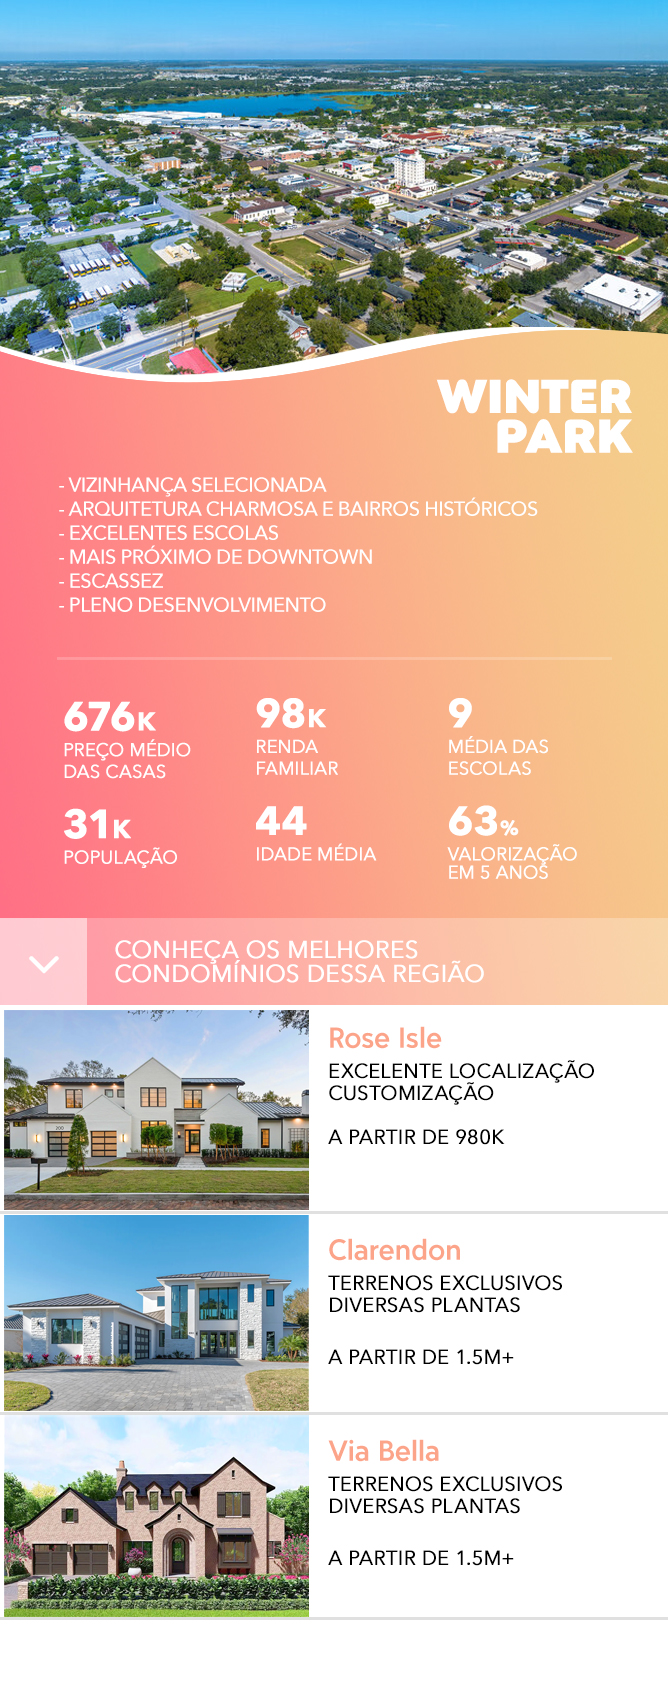 WINTER
PARK
- VIZINHANÇA SELECIONADA
- ARQUITETURA CHARMOSA E BAIRROS HISTÓRICOS
- EXCELENTES ESCOLAS
- MAIS PRÓXIMO DE DOWNTOWN
- ESCASSEZ
- PLENO DESENVOLVIMENTO
676K
PREÇO MÉDIO
DAS CASAS
98K
RENDA
FAMILIAR
9
MÉDIA DAS
ESCOLAS
31K
POPULAÇÃO
44
IDADE MÉDIA
63%
VALORIZAÇÃO
EM 5 ANOS
CONHEÇA OS MELHORES
CONDOMÍNIOS DESSA REGIÃO
Rose Isle
EXCELENTE LOCALIZAÇÃO
CUSTOMIZAÇÃO
A PARTIR DE 980K
Clarendon
TERRENOS EXCLUSIVOS
DIVERSAS PLANTAS
A PARTIR DE 1.5M+
Via Bella
TERRENOS EXCLUSIVOS
DIVERSAS PLANTAS
A PARTIR DE 1.5M+